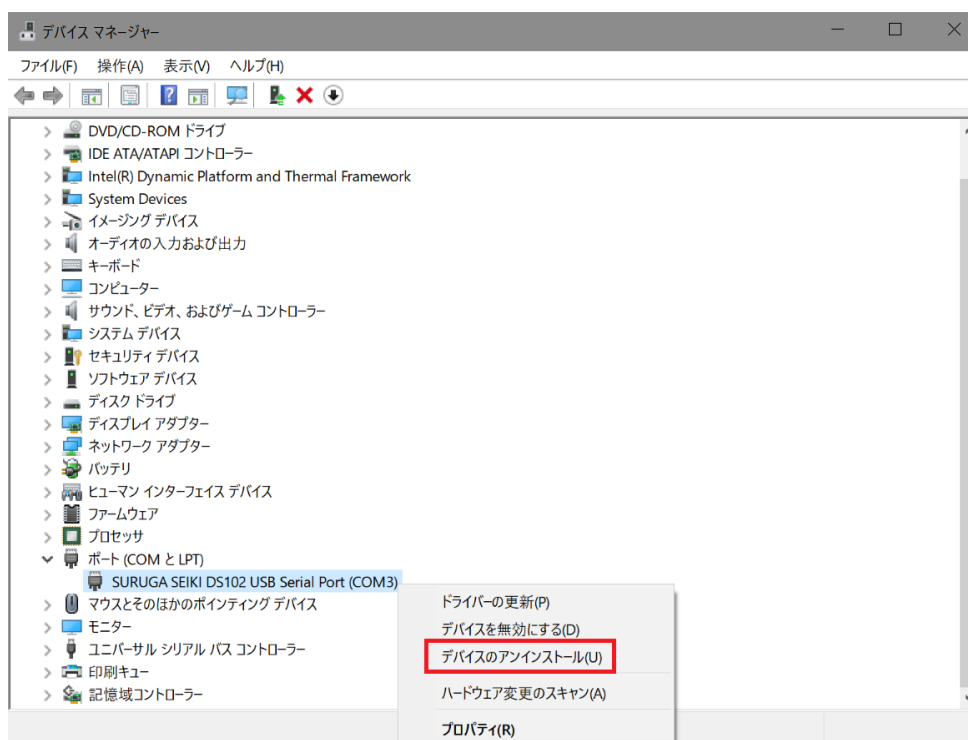 デバイス マネージャー
ファイル(F) 操作(A) 表示(V) ヘルプ(H)
DVD/CD-ROM ドライブ
IDE ATA/ATAPI コントローラー
Intel(R) Dynamic Platform and Thermal Framework
System Devices
イメージング デバイス
オーディオの入力および出力
キーボード
コンピューター
サウンド、ビデオ、およびゲーム コントローラー
システム デバイス
セキュリティ デバイス
ソフトウェア デバイス
ディスク ドライブ
ディスプレイ アダプター
ネットワーク アダプター
バッテリ
ヒューマン インターフェイス デバイス
ファームウェア
プロセッサ
ポート (COM と LPT)
SURUGA SEIKI DS102 USB Serial Port (COM3)
マウスとそのほかのポインティング デバイス
モニター
ユニバーサル シリアル バス コントローラー
印刷キュー
記憶域コントローラー
ドライバーの更新(P)
デバイスを無効にする(D)
デバイスのアンインストール(U)
ハードウェア変更のスキャン(A)
プロパティ(R)